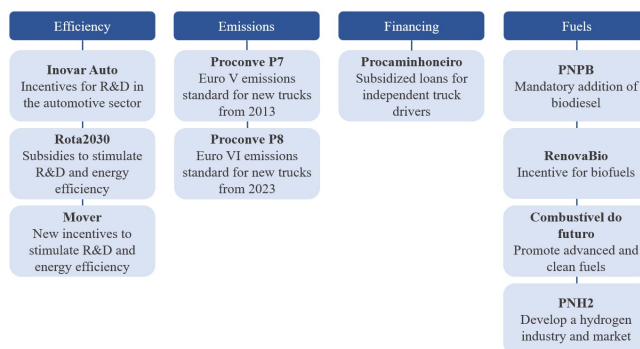 Efficiency
Inovar Auto
Incentives for R&D in
the automotive sector
Rota2030
Subsidies to stimulate
R&D and energy
efficiency
Mover
New incentives to
stimulate R&D and
energy efficiency
Emissions
Proconve P7
Euro V emissions
standard for new trucks
from 2013
Proconve P8
Euro VI emissions
standard for new trucks
from 2023
Financing
Procaminhoneiro
Subsidized loans for
independent truck
drivers
Fuels
PNPB
Mandatory addition of
biodiesel
RenovaBio
Incentive for biofuels
Combustível do
futuro
Promote advanced and
clean fuels
PNH2
Develop a hydrogen
industry and market